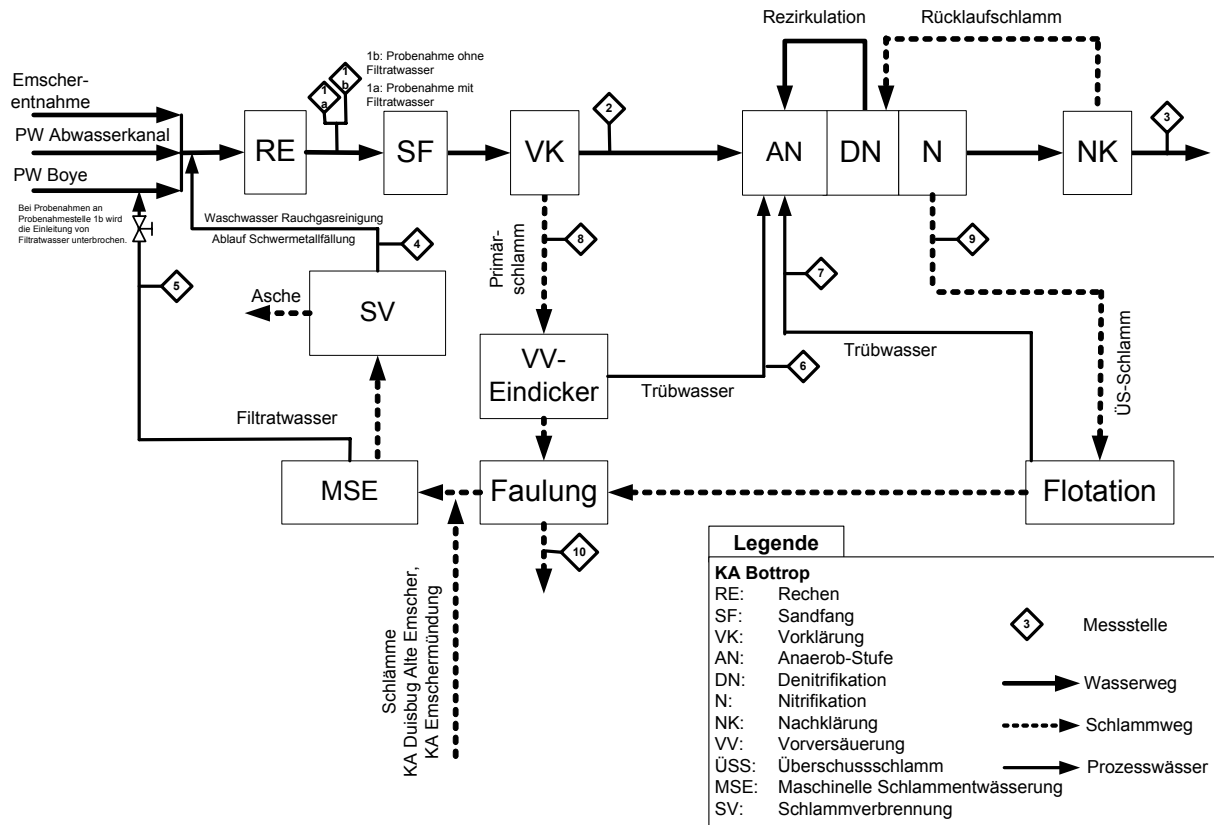 Rezirkulation
Rücklaufschlamm
1b: Probenahme ohne
Filtratwasser
1a: Probenahme mit
Filtratwasser
1
a
1
b
2
3
Emscher-
entnahme
PW Abwasserkanal
PW Boye
RE
SF
VK
AN
DN
N
NK
Bei Probenahmen an
Probenahmestelle 1b wird
die Einleitung von
Filtratwasser unterbrochen.
Waschwasser Rauchgasreinigung
Ablauf Schwermetallfällung
4
5
8
9
7
6
Primär-
schlamm
Asche
SV
VV-
Eindicker
Trübwasser
Trübwasser
ÜS-Schlamm
Filtratwasser
MSE
Faulung
Flotation
10
Schlämme
KA Duisbug Alte Emscher,
KA Emschermündung
Legende
KA Bottrop
RE: Rechen
SF: Sandfang
VK: Vorklärung
AN: Anaerob-Stufe
DN: Denitrifikation
N: Nitrifikation
NK: Nachklärung
VV: Vorversäuerung
ÜSS: Überschussschlamm
MSE: Maschinelle Schlammentwässerung
SV: Schlammverbrennung
3 Messstelle
Wasserweg
Schlammweg
Prozesswässer